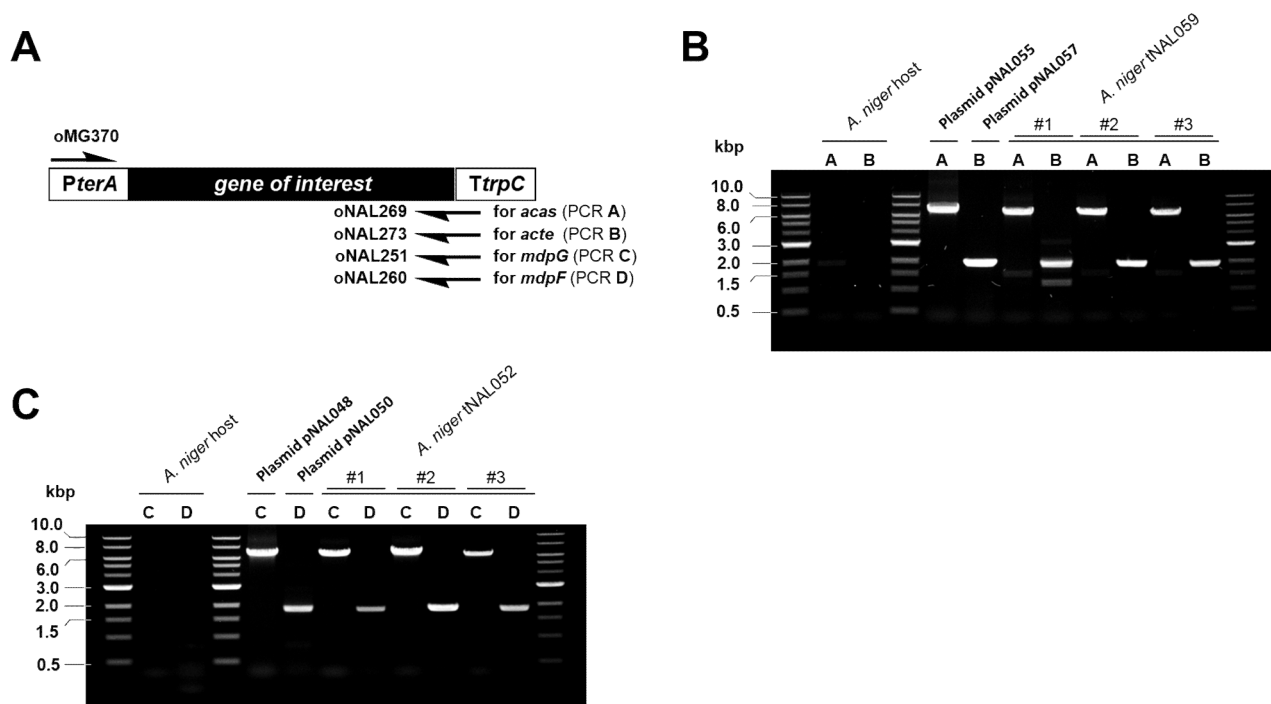 A
oMG370
PterA
gene of interest
TtrpC
oNAL269 for acas (PCR A)
oNAL273 for acte (PCR B)
oNAL251 for mdpG (PCR C)
oNAL260 for mdpF (PCR D)
B
A. niger host
Plasmid pNAL055
Plasmid pNAL057
A. niger tNAL059
#1 #2 #3
kbp
A B A B A B A B A B
10.0
8.0
6.0
3.0
2.0
1.5
0.5
C
A. niger host
Plasmid pNAL048
Plasmid pNAL050
A. niger tNAL052
#1 #2 #3
kbp
C D C D C D C D C D
10.0
8.0
6.0
3.0
2.0
1.5
0.5